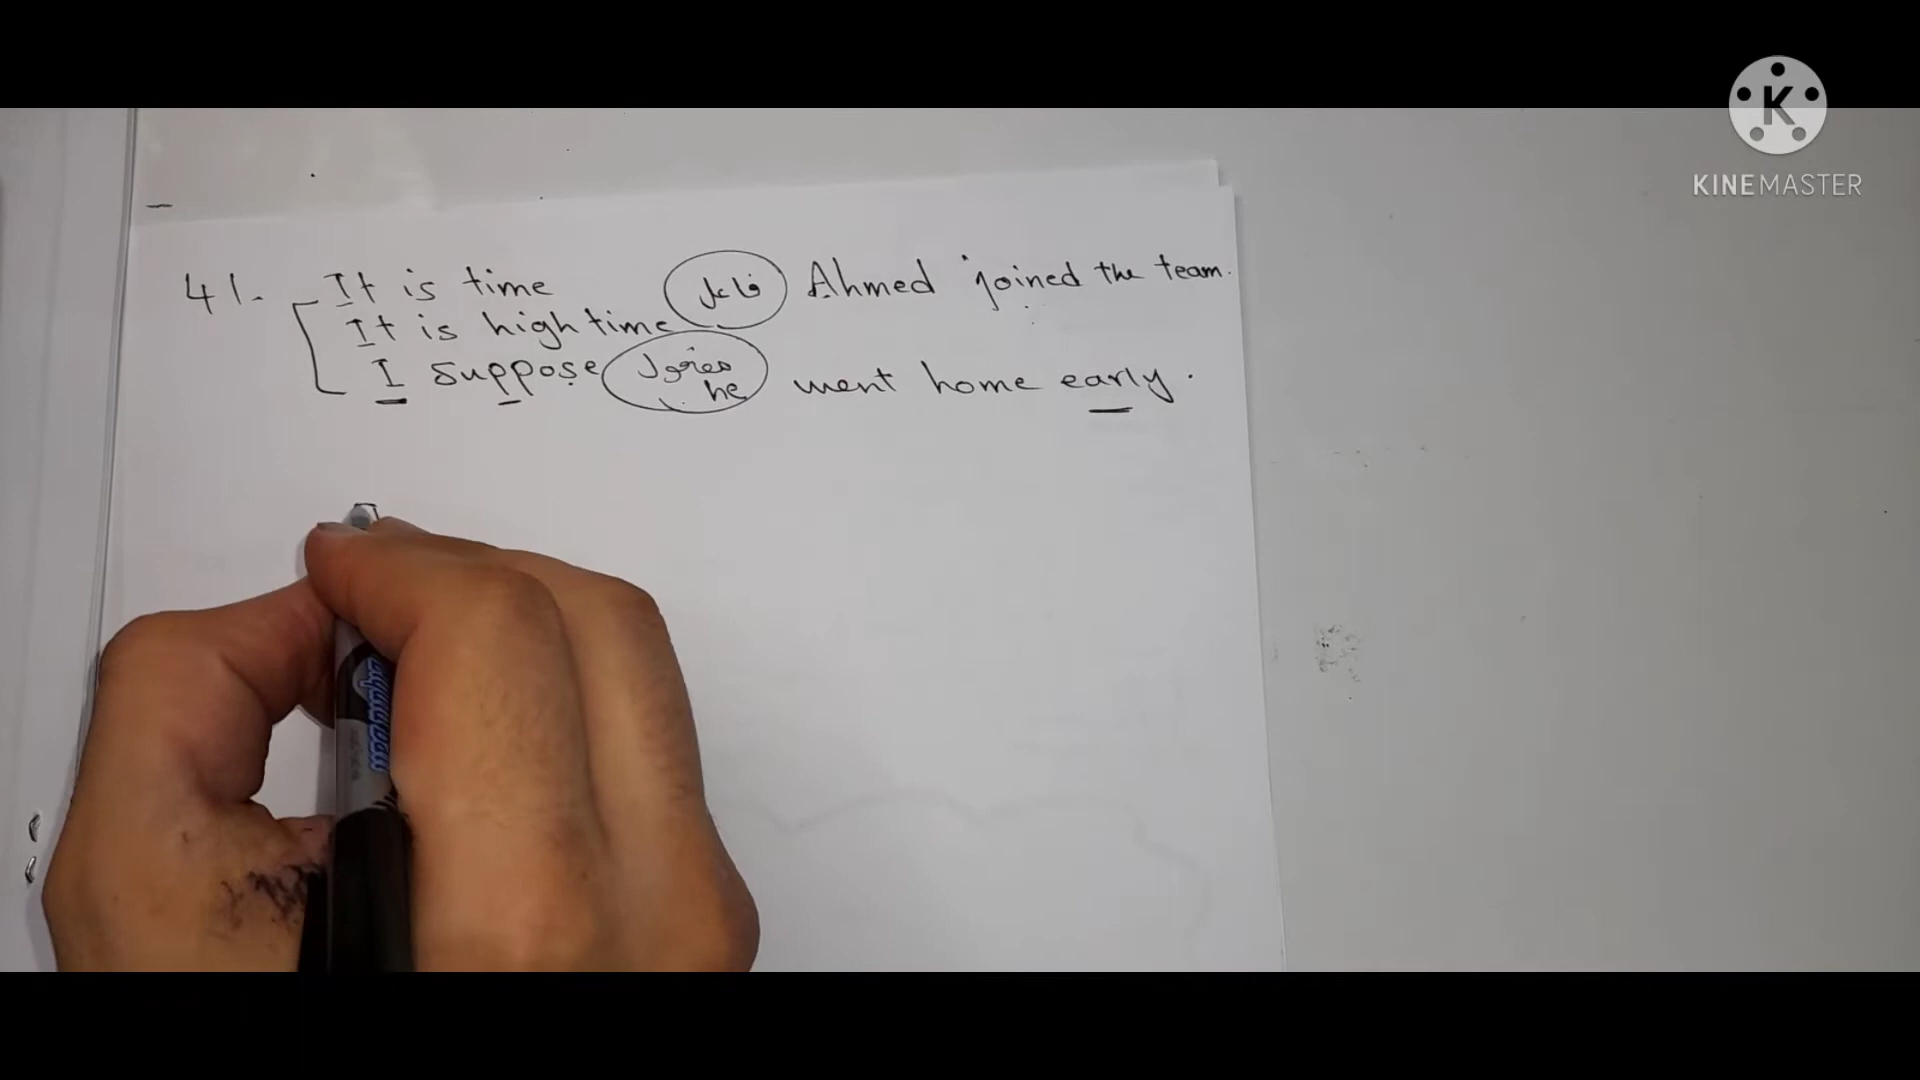 KINEMASTER
41. It is time فاعل Ahmed joined the team.
It is high time
I suppose he went home early.